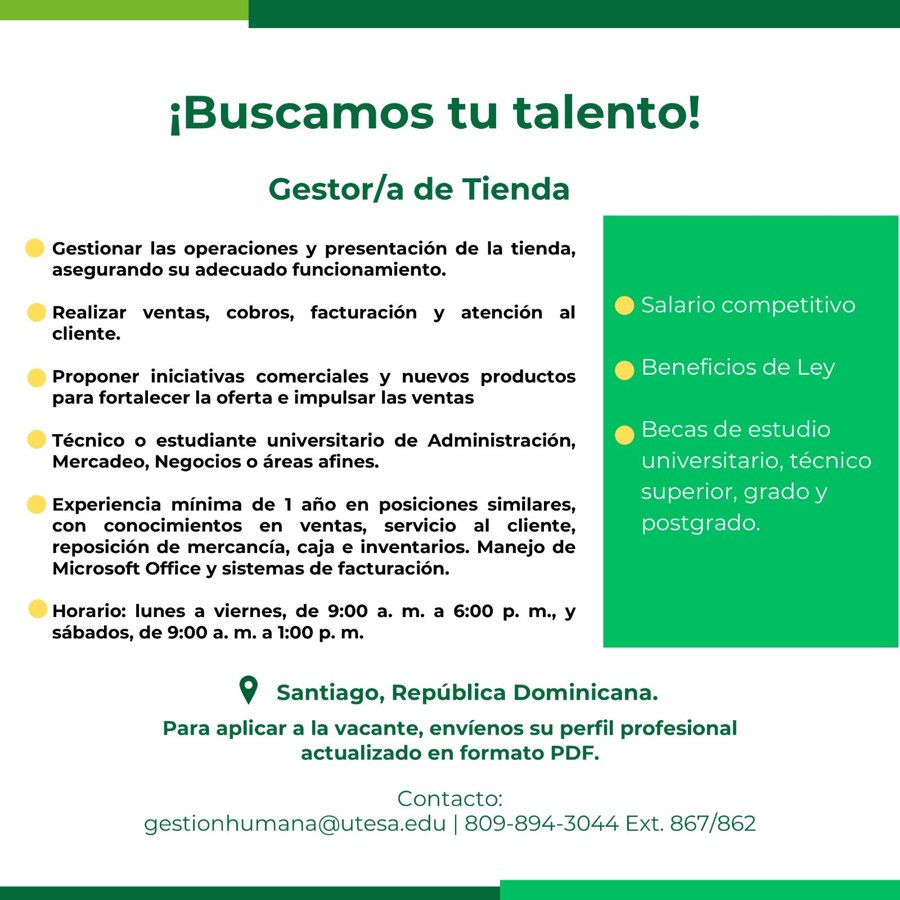 ¡Buscamos tu talento!
Gestor/a de Tienda
Gestionar las operaciones y presentación de la tienda,
asegurando su adecuado funcionamiento.
Realizar ventas, cobros, facturación y atención al
cliente.
Proponer iniciativas comerciales y nuevos productos
para fortalecer la oferta e impulsar las ventas
Técnico o estudiante universitario de Administración,
Mercadeo, Negocios o áreas afines.
Experiencia mínima de 1 año en posiciones similares,
con conocimientos en ventas, servicio al cliente,
reposición de mercancía, caja e inventarios. Manejo de
Microsoft Office y sistemas de facturación.
Horario: lunes a viernes, de 9:00 a. m. a 6:00 p. m., y
sábados, de 9:00 a. m. a 1:00 p. m.
Salario competitivo
Beneficios de Ley
Becas de estudio
universitario, técnico
superior, grado y
postgrado.
Santiago, República Dominicana.
Para aplicar a la vacante, envíenos su perfil profesional
actualizado en formato PDF.
Contacto:
gestionhumana@utesa.edu | 809-894-3044 Ext. 867/862